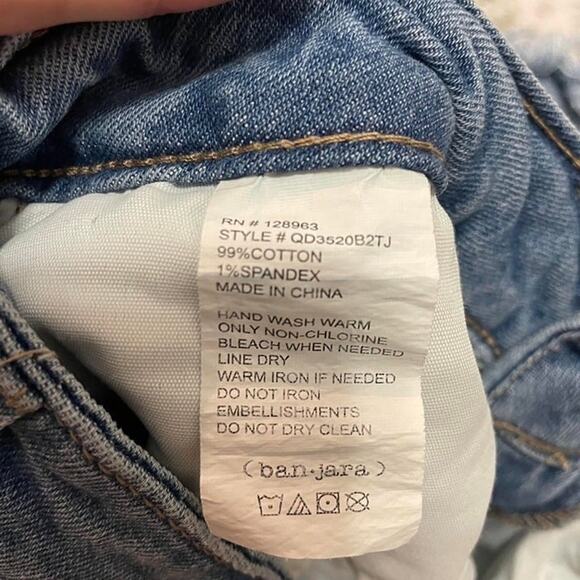 RN # 128963
STYLE # QD3520B2TJ
99%COTTON
1%SPANDEX
MADE IN CHINA
HAND WASH WARM
ONLY NON-CHLORINE
BLEACH WHEN NEEDED
LINE DRY
WARM IRON IF NEEDED
DO NOT IRON
EMBELLISHMENTS
DO NOT DRY CLEAN
(ban·jara)